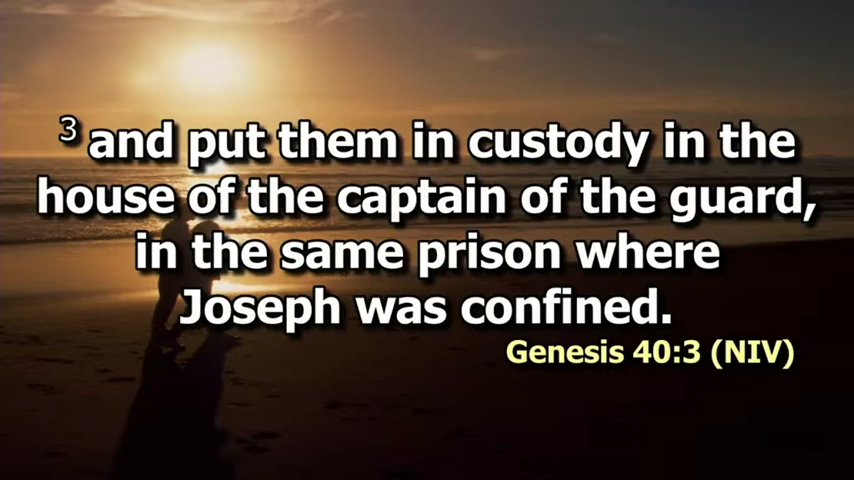 3 and put them in custody in the
house of the captain of the guard,
in the same prison where
Joseph was confined.
Genesis 40:3 (NIV)